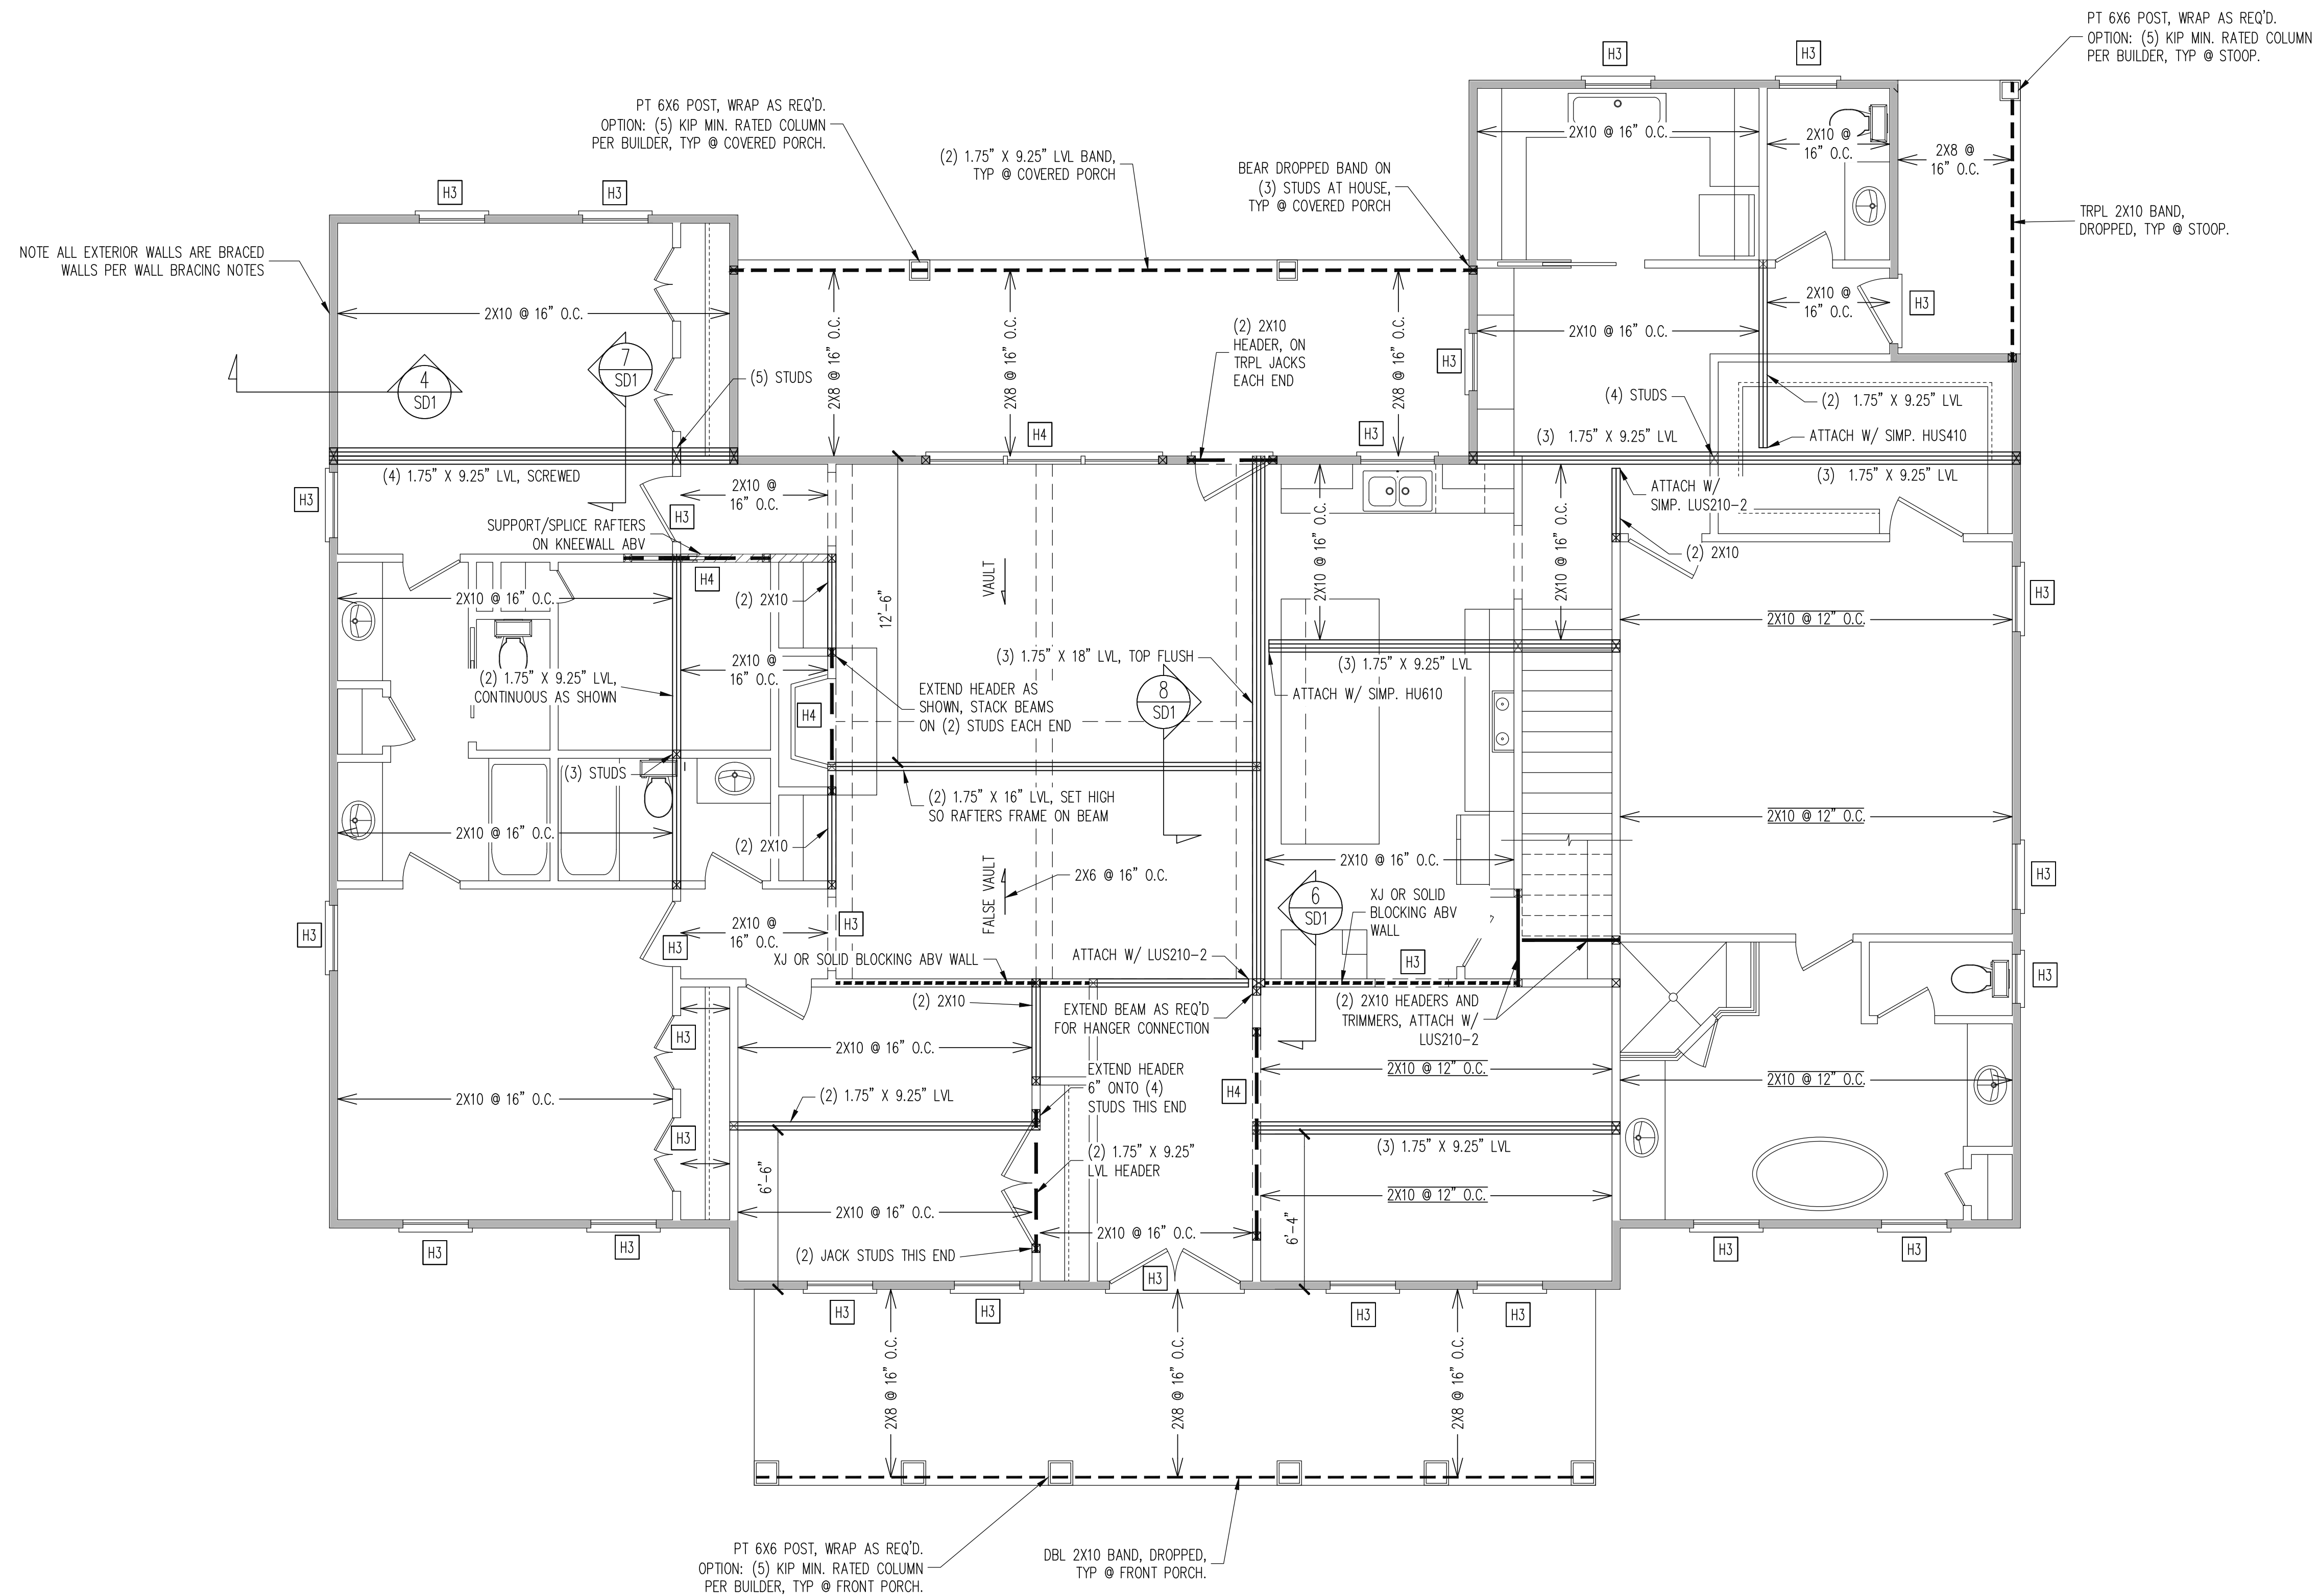 PT 6X6 POST, WRAP AS REQ'D.
OPTION: (5) KIP MIN. RATED COLUMN
PER BUILDER, TYP @ STOOP.
H3
H3
PT 6X6 POST, WRAP AS REQ'D.
OPTION: (5) KIP MIN. RATED COLUMN
PER BUILDER, TYP @ COVERED PORCH.
(2) 1.75" X 9.25" LVL BAND,
TYP @ COVERED PORCH
BEAR DROPPED BAND ON
(3) STUDS AT HOUSE,
TYP @ COVERED PORCH
2X10 @ 16" O.C.
2X10 @
16" O.C.
2X8 @
16" O.C.
TRPL 2X10 BAND,
DROPPED, TYP @ STOOP.
H3
H3
NOTE ALL EXTERIOR WALLS ARE BRACED
WALLS PER WALL BRACING NOTES
2X10 @ 16" O.C.
7
SD1
4
SD1
(5) STUDS
2X8 @ 16" O.C.
2X8 @ 16" O.C.
(2) 2X10
HEADER, ON
TRPL JACKS
EACH END
2X8 @ 16" O.C.
H3
2X10 @ 16" O.C.
2X10 @
16" O.C.
H3
(4) STUDS
(2) 1.75" X 9.25" LVL
H4
H3
(3) 1.75" X 9.25" LVL
ATTACH W/ SIMP. HUS410
(3) 1.75" X 9.25" LVL
(4) 1.75" X 9.25" LVL, SCREWED
H3
2X10 @
16" O.C.
H3
ATTACH W/
SIMP. LUS210-2
(2) 2X10
SUPPORT/SPLICE RAFTERS
ON KNEEWALL ABV
H4
2X10 @ 16" O.C.
2X10 @ 16" O.C.
2X10 @ 16" O.C.
(2) 2X10
12'-6"
VAULT
2X10 @ 12" O.C.
H3
2X10 @
16" O.C.
(2) 1.75" X 9.25" LVL,
CONTINUOUS AS SHOWN
(3) 1.75" X 18" LVL, TOP FLUSH
(3) 1.75" X 9.25" LVL
ATTACH W/ SIMP. HU610
EXTEND HEADER AS
SHOWN, STACK BEAMS
ON (2) STUDS EACH END
H4
8
SD1
(3) STUDS
(2) 1.75" X 16" LVL, SET HIGH
SO RAFTERS FRAME ON BEAM
2X10 @ 12" O.C.
2X10 @ 16" O.C.
(2) 2X10
2X10 @ 16" O.C.
2X6 @ 16" O.C.
FALSE VAULT
H3
6
SD1
XJ OR SOLID
BLOCKING ABV
WALL
H3
H3
2X10 @
16" O.C.
H3
XJ OR SOLID BLOCKING ABV WALL
ATTACH W/ LUS210-2
H3
H3
(2) 2X10
EXTEND BEAM AS REQ'D
FOR HANGER CONNECTION
(2) 2X10 HEADERS AND
TRIMMERS, ATTACH W/
LUS210-2
H3
2X10 @ 16" O.C.
EXTEND HEADER
6" ONTO (4)
STUDS THIS END
H4
2X10 @ 12" O.C.
2X10 @ 12" O.C.
2X10 @ 16" O.C.
(2) 1.75" X 9.25" LVL
H3
(2) 1.75" X 9.25"
LVL HEADER
(3) 1.75" X 9.25" LVL
6'-6"
2X10 @ 12" O.C.
2X10 @ 16" O.C.
2X10 @ 16" O.C.
6'-4"
H3
H3
(2) JACK STUDS THIS END
H3
H3
H3
H3
H3
H3
H3
2X8 @ 16" O.C.
2X8 @ 16" O.C.
2X8 @ 16" O.C.
PT 6X6 POST, WRAP AS REQ'D.
OPTION: (5) KIP MIN. RATED COLUMN
PER BUILDER, TYP @ FRONT PORCH.
DBL 2X10 BAND, DROPPED,
TYP @ FRONT PORCH.